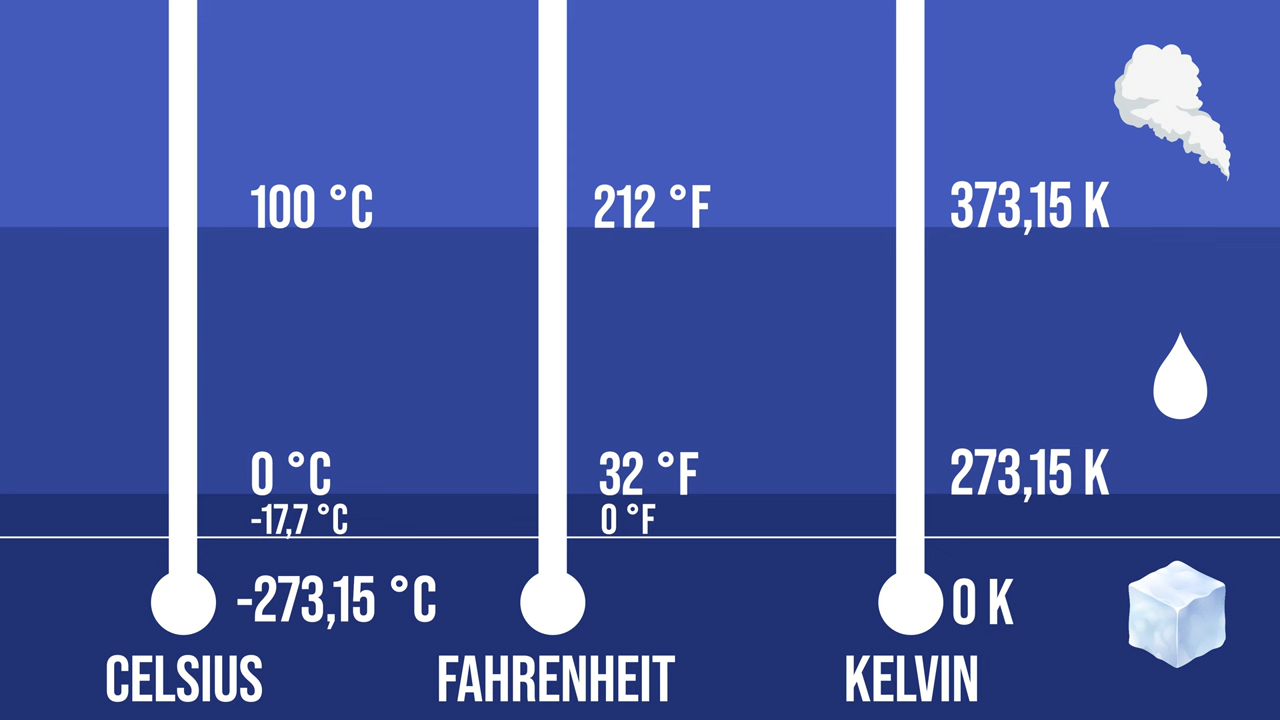 100 °C 212 °F 373,15 K
0 °C 32 °F 273,15 K
-17,7 °C 0 °F
-273,15 °C 0 K
CELSIUS FAHRENHEIT KELVIN